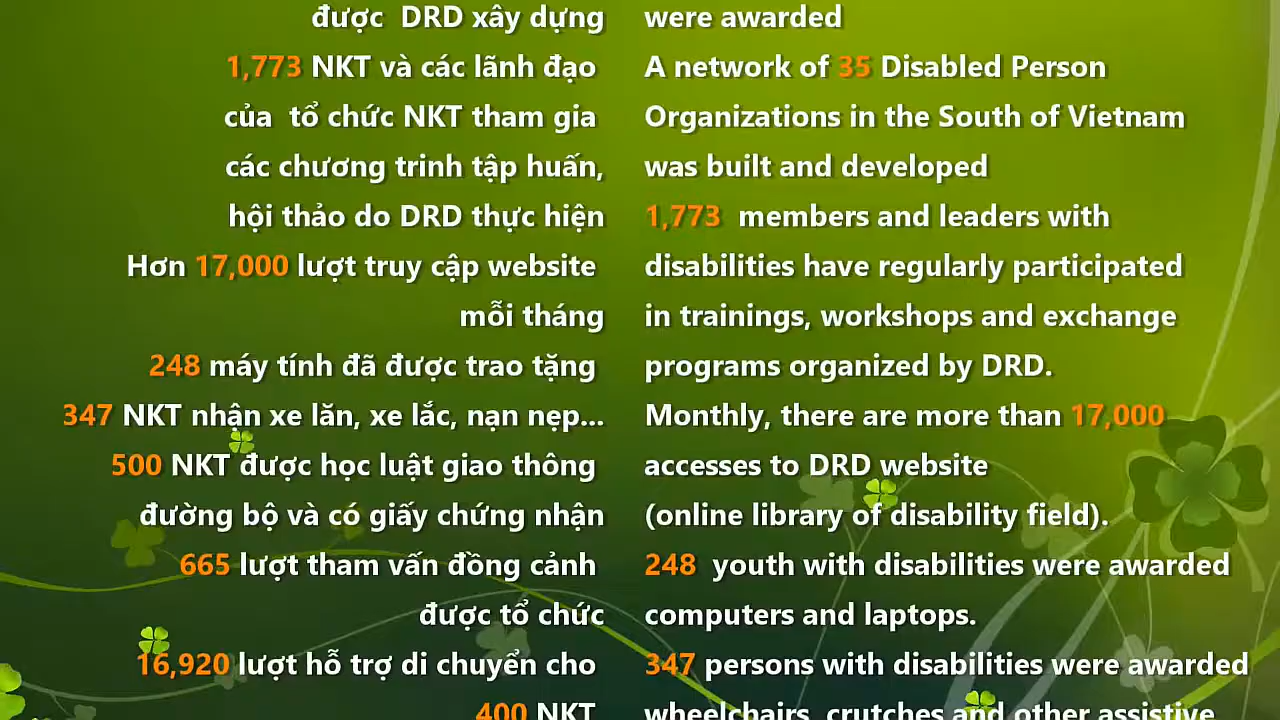 được DRD xây dựng
1,773 NKT và các lãnh đạo
của tổ chức NKT tham gia
các chương trinh tập huấn,
hội thảo do DRD thực hiện
Hơn 17,000 lượt truy cập website
mỗi tháng
248 máy tính đã được trao tặng
347 NKT nhận xe lăn, xe lắc, nạn nẹp...
500 NKT được học luật giao thông
đường bộ và có giấy chứng nhận
665 lượt tham vấn đồng cảnh
được tổ chức
16,920 lượt hỗ trợ di chuyển cho
400 NKT
were awarded
A network of 35 Disabled Person
Organizations in the South of Vietnam
was built and developed
1,773 members and leaders with
disabilities have regularly participated
in trainings, workshops and exchange
programs organized by DRD.
Monthly, there are more than 17,000
accesses to DRD website
(online library of disability field).
248 youth with disabilities were awarded
computers and laptops.
347 persons with disabilities were awarded
wheelchairs, crutches and other assistive